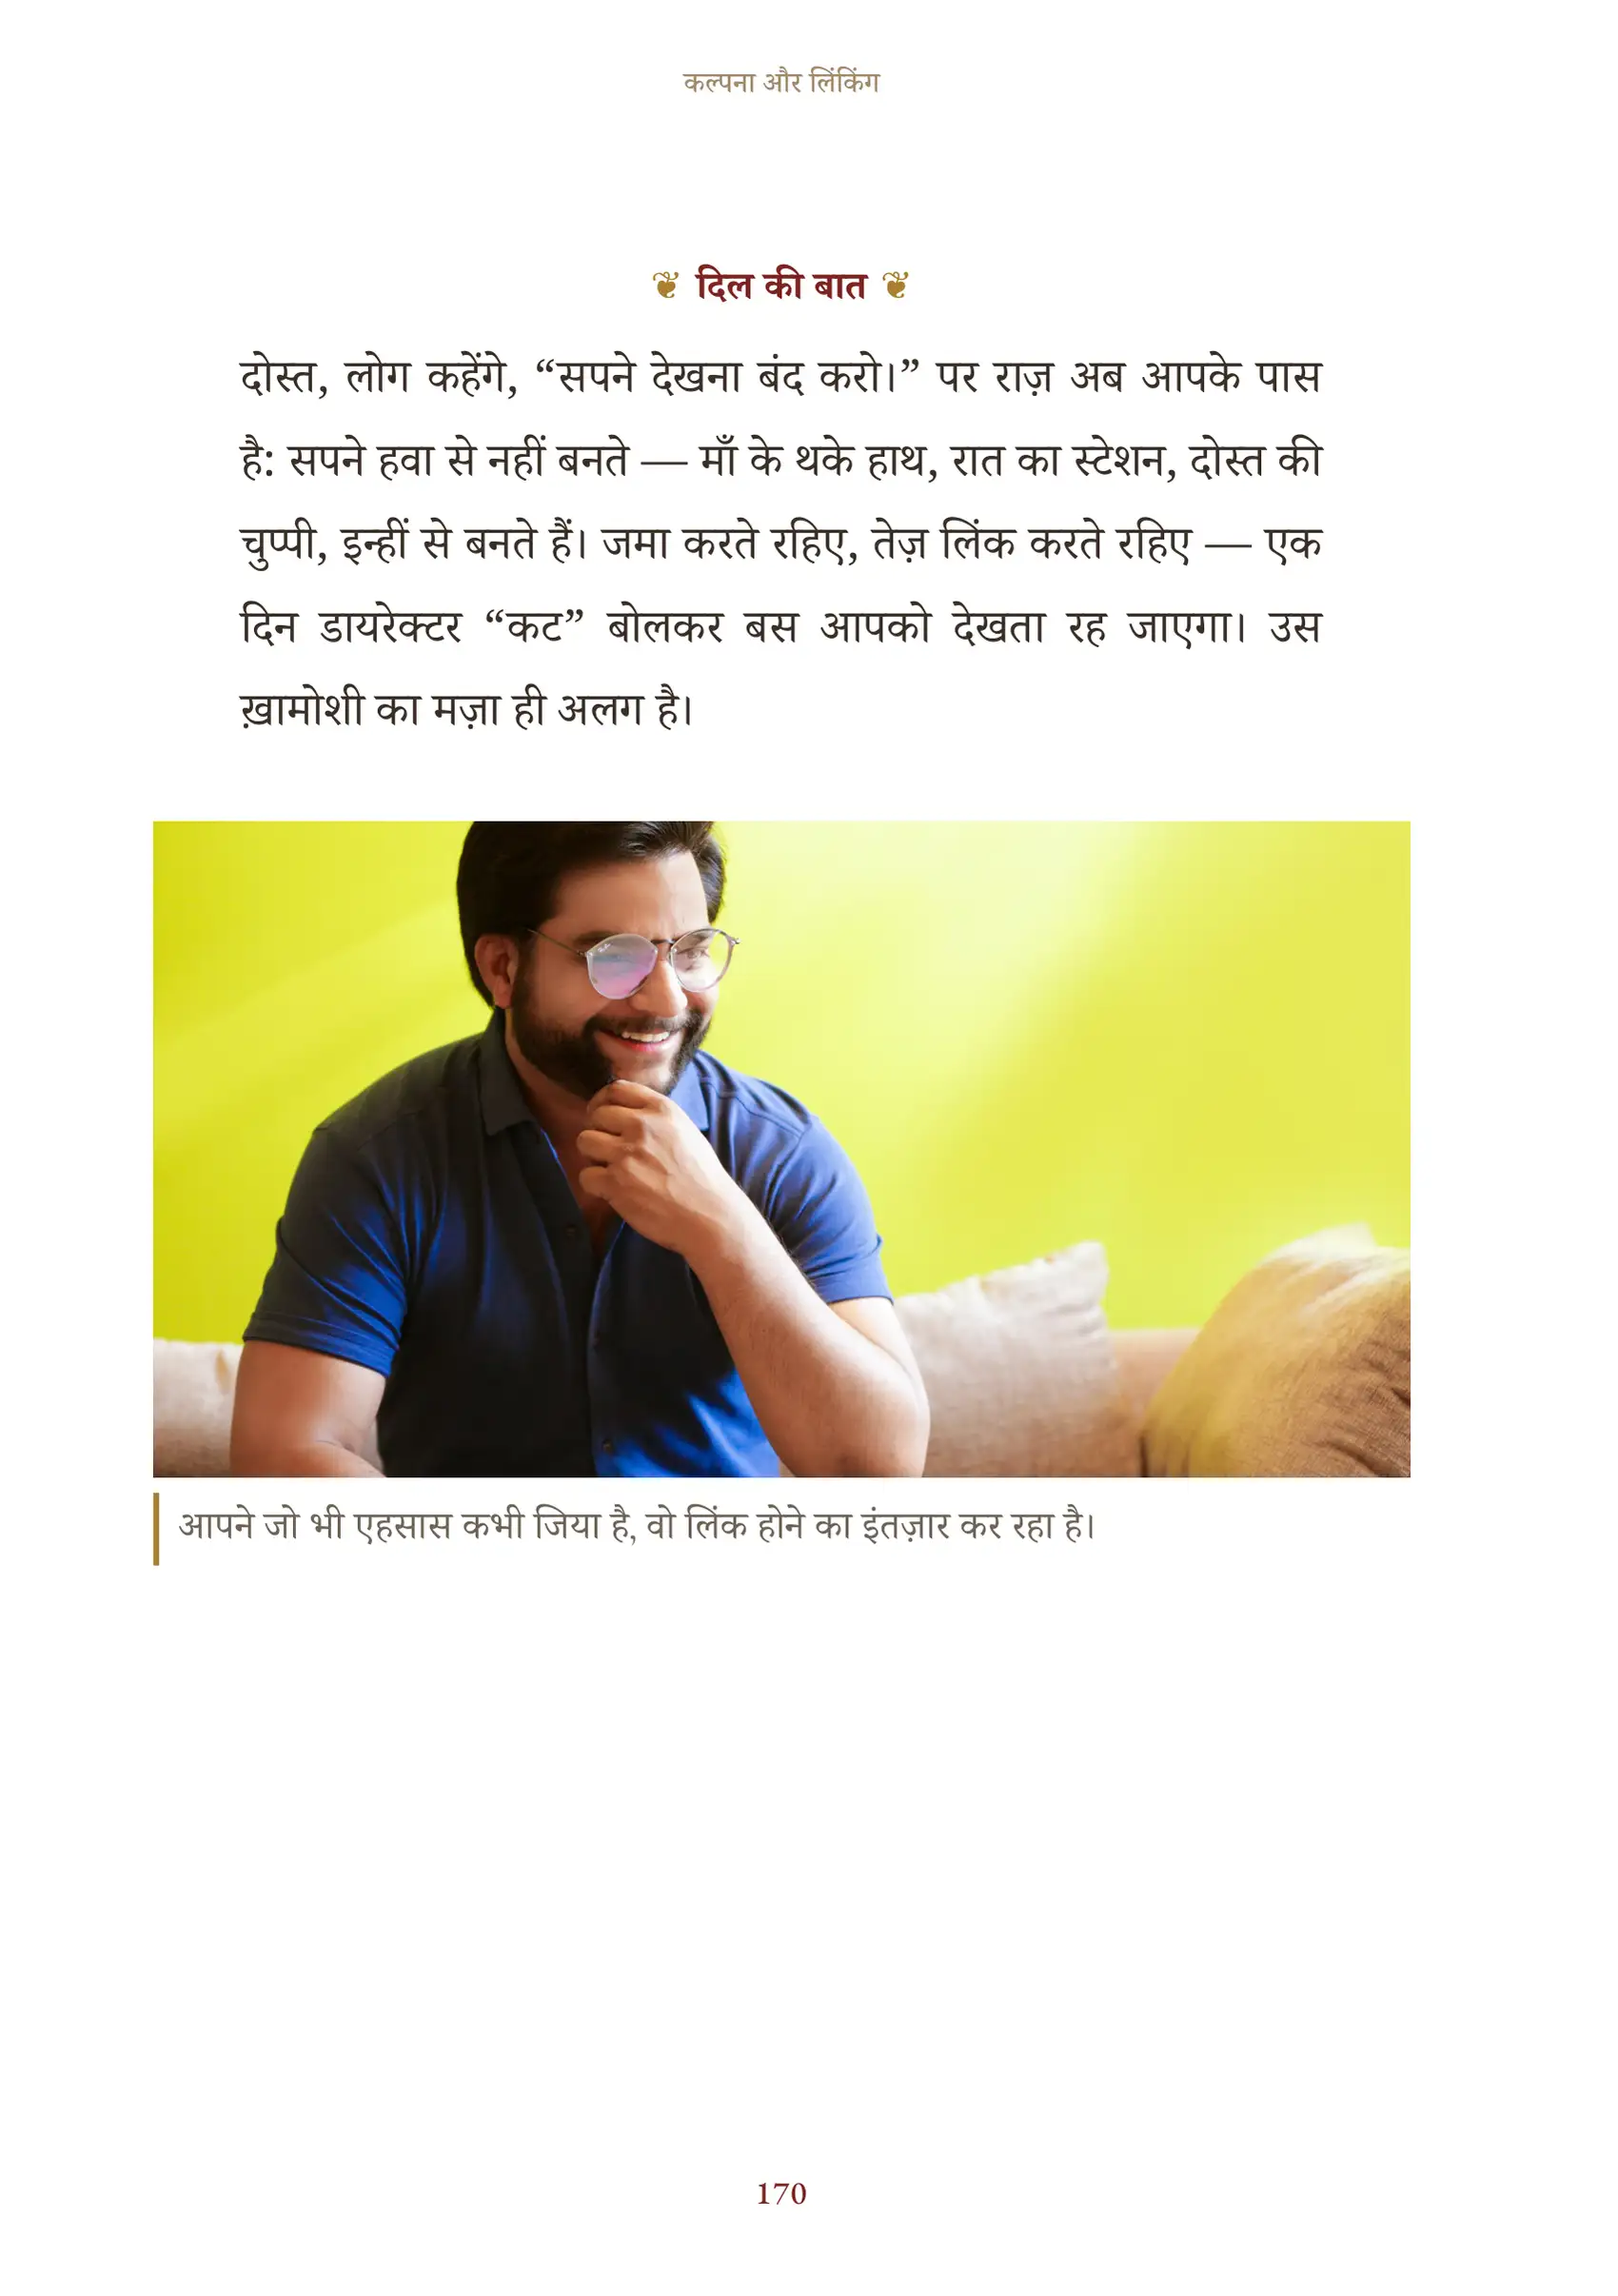 कल्पना और लिंकिंग
❦ दिल की बात ❦
दोस्त, लोग कहेंगे, “सपने देखना बंद करो।” पर राज़ अब आपके पास
है: सपने हवा से नहीं बनते — माँ के थके हाथ, रात का स्टेशन, दोस्त की
चुप्पी, इन्हीं से बनते हैं। जमा करते रहिए, तेज़ लिंक करते रहिए — एक
दिन डायरेक्टर “कट” बोलकर बस आपको देखता रह जाएगा। उस
ख़ामोशी का मज़ा ही अलग है।
आपने जो भी एहसास कभी जिया है, वो लिंक होने का इंतज़ार कर रहा है।
170